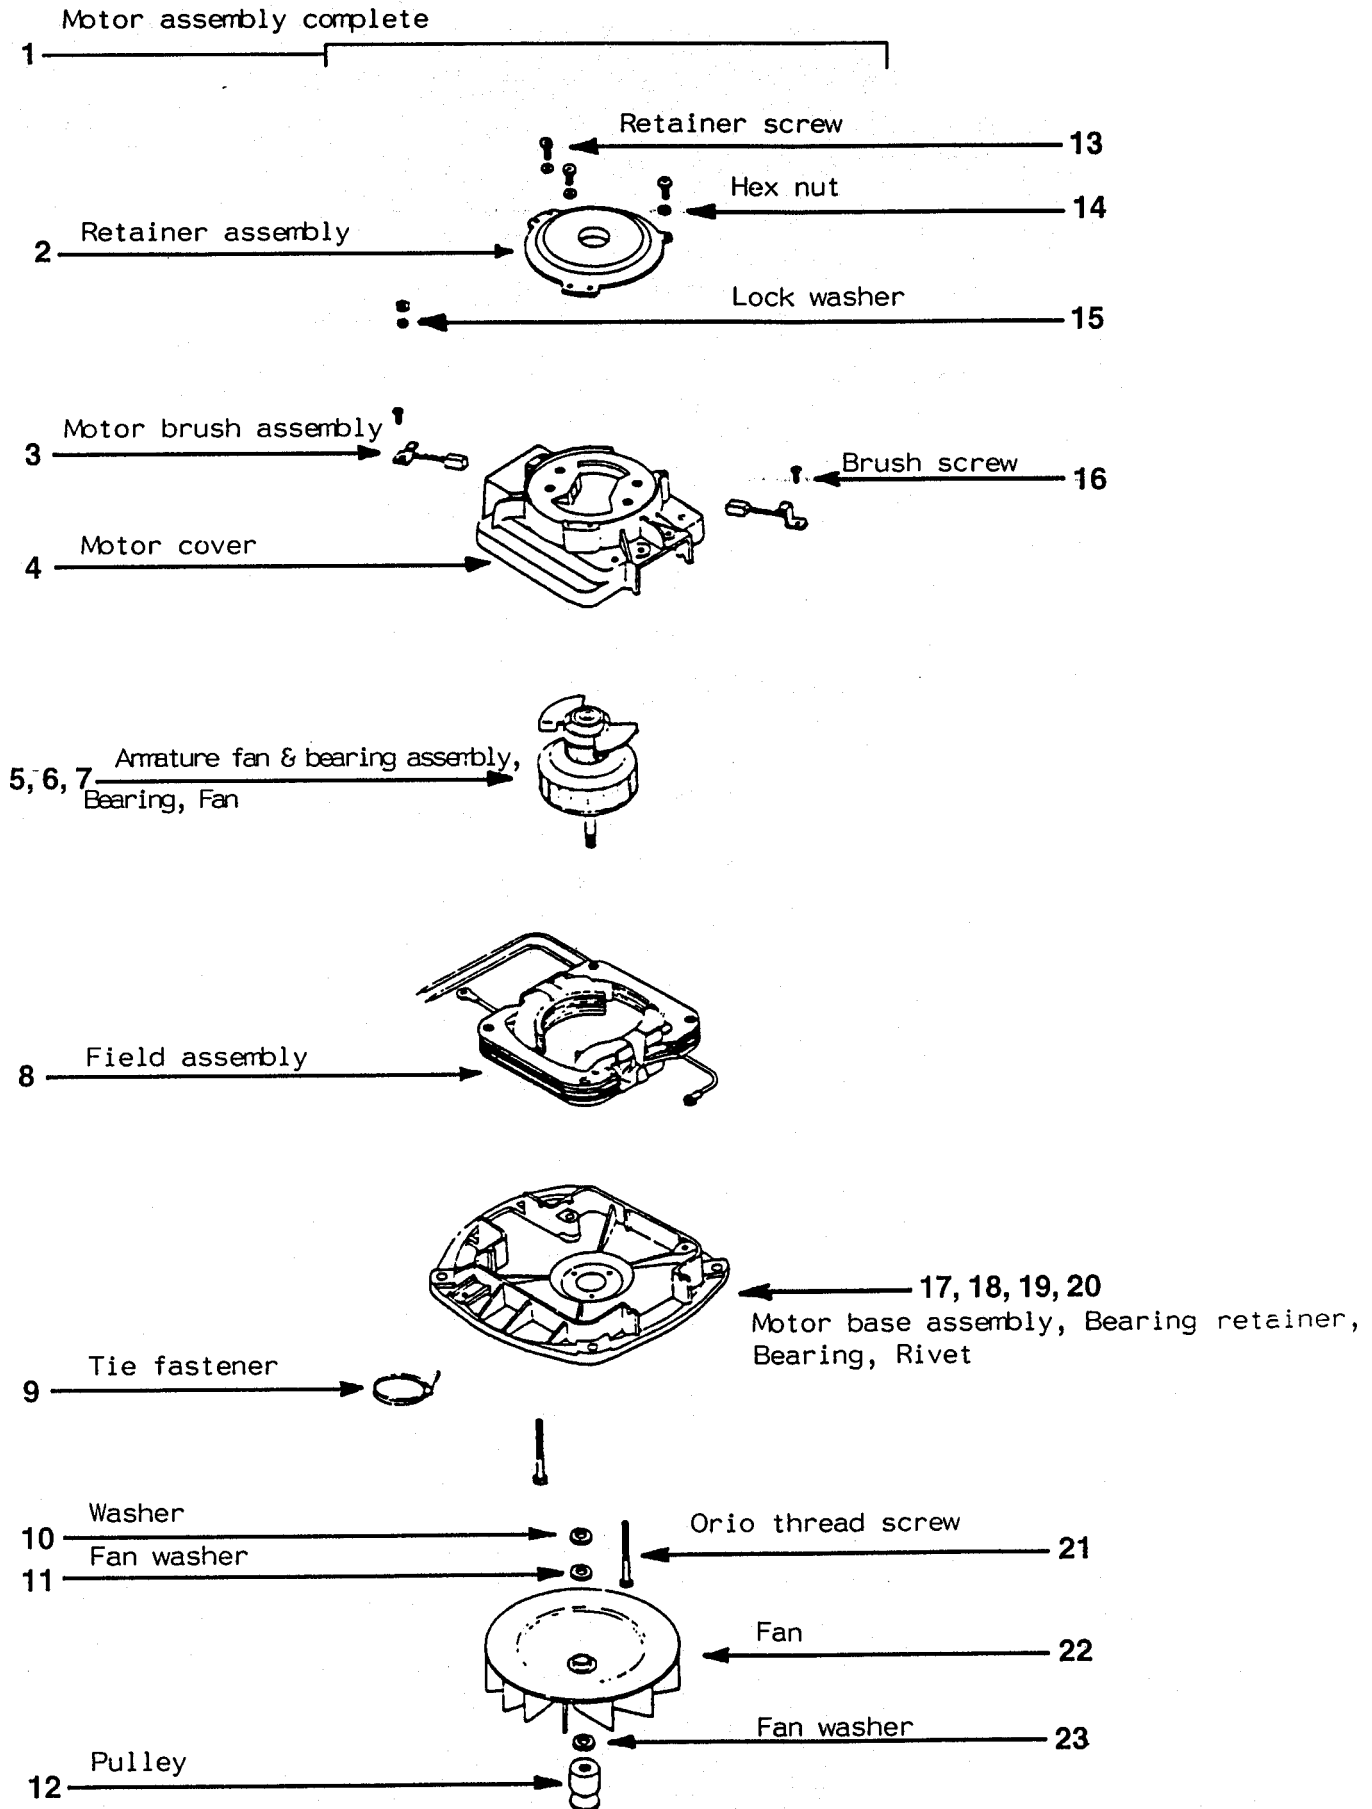 Motor assembly complete
1
Retainer screw
13
Hex nut
14
Retainer assembly
2
Lock washer
15
Motor brush assembly
3
Brush screw
16
Motor cover
4
Armature fan & bearing assembly,
5, 6, 7
Bearing, Fan
Field assembly
8
17, 18, 19, 20
Motor base assembly, Bearing retainer,
Bearing, Rivet
Tie fastener
9
Washer
10
Orio thread screw
21
Fan washer
11
Fan
22
Fan washer
23
Pulley
12